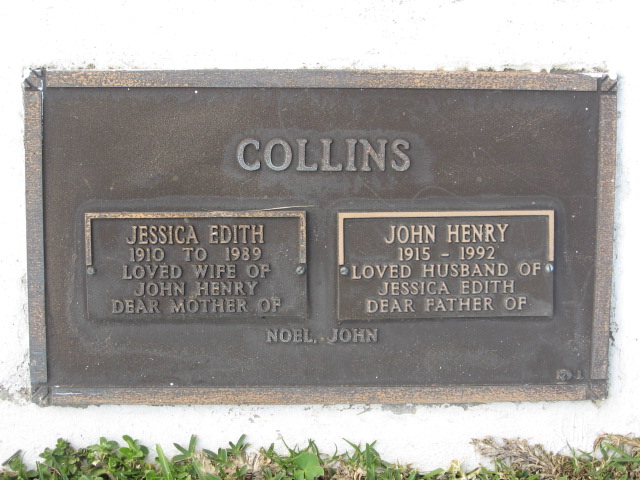 COLLINS
JESSICA EDITH
1910 TO 1989
LOVED WIFE OF
JOHN HENRY
DEAR MOTHER OF
JOHN HENRY
1915 - 1992
LOVED HUSBAND OF
JESSICA EDITH
DEAR FATHER OF
NOEL, JOHN